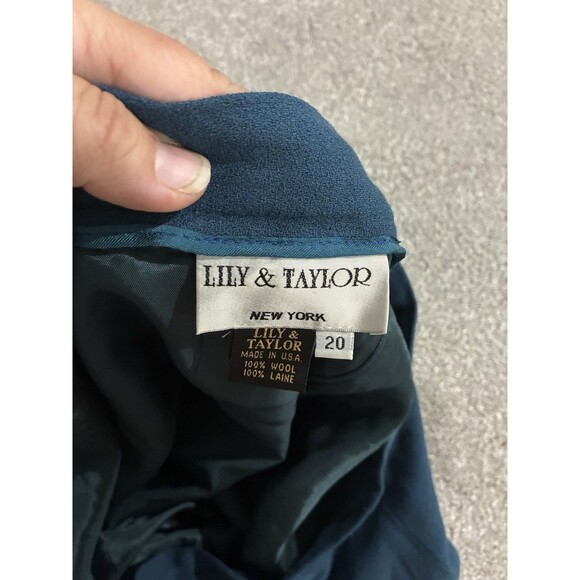 LILY & TAYLOR
NEW YORK
LILY &
TAYLOR
MADE IN U.S.A.
100% WOOL
100% LAINE
20